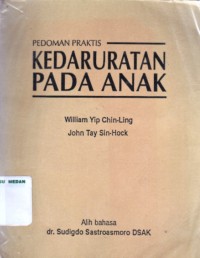 PEDOMAN PRAKTIS
KEDARURATAN
PADA ANAK
William Yip Chin-Ling
John Tay Sin-Hock
SU MEDAN
Alih bahasa
dr. Sudigdo Sastroasmoro DSAK